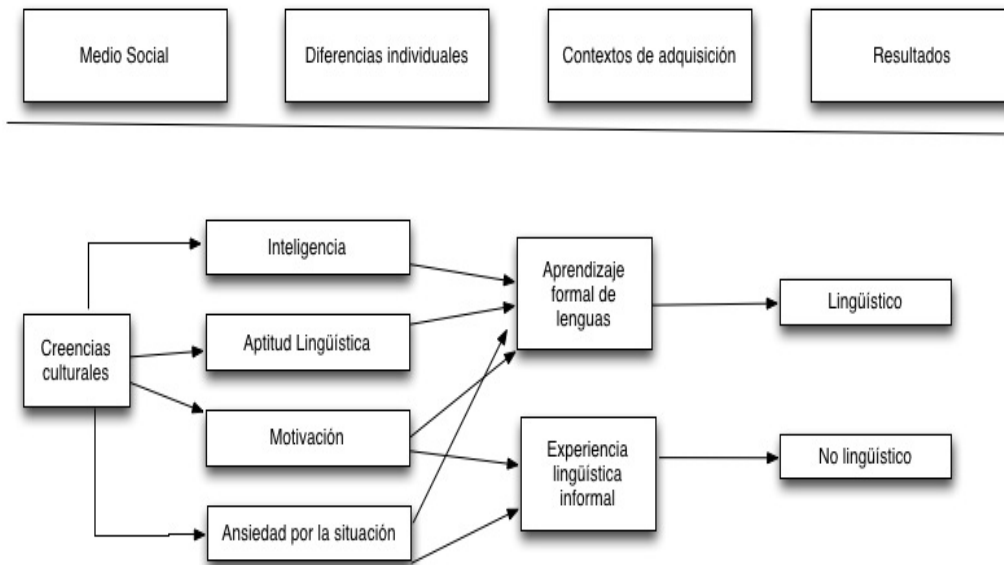 Medio Social
Diferencias individuales
Contextos de adquisición
Resultados
Inteligencia
Aptitud Lingüística
Creencias
culturales
Motivación
Ansiedad por la situación
Aprendizaje
formal de
lenguas
Experiencia
lingüística
informal
Lingüístico
No lingüístico